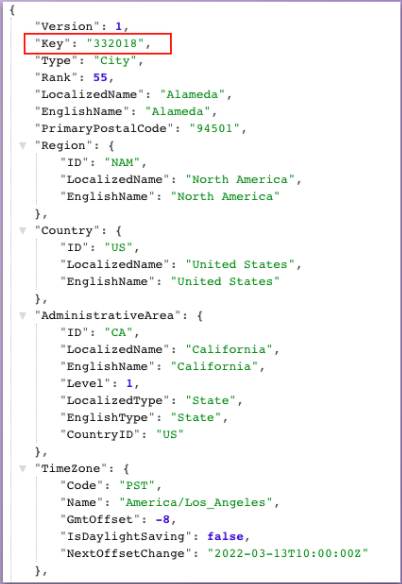 {
"Version": 1,
"Key": "332018",
"Type": "City",
"Rank": 55,
"LocalizedName": "Alameda",
"EnglishName": "Alameda",
"PrimaryPostalCode": "94501",
"Region": {
"ID": "NAM",
"LocalizedName": "North America",
"EnglishName": "North America"
},
"Country": {
"ID": "US",
"LocalizedName": "United States",
"EnglishName": "United States"
},
"AdministrativeArea": {
"ID": "CA",
"LocalizedName": "California",
"EnglishName": "California",
"Level": 1,
"LocalizedType": "State",
"EnglishType": "State",
"CountryID": "US"
},
"TimeZone": {
"Code": "PST",
"Name": "America/Los_Angeles",
"GmtOffset": -8,
"IsDaylightSaving": false,
"NextOffsetChange": "2022-03-13T10:00:00Z"
},